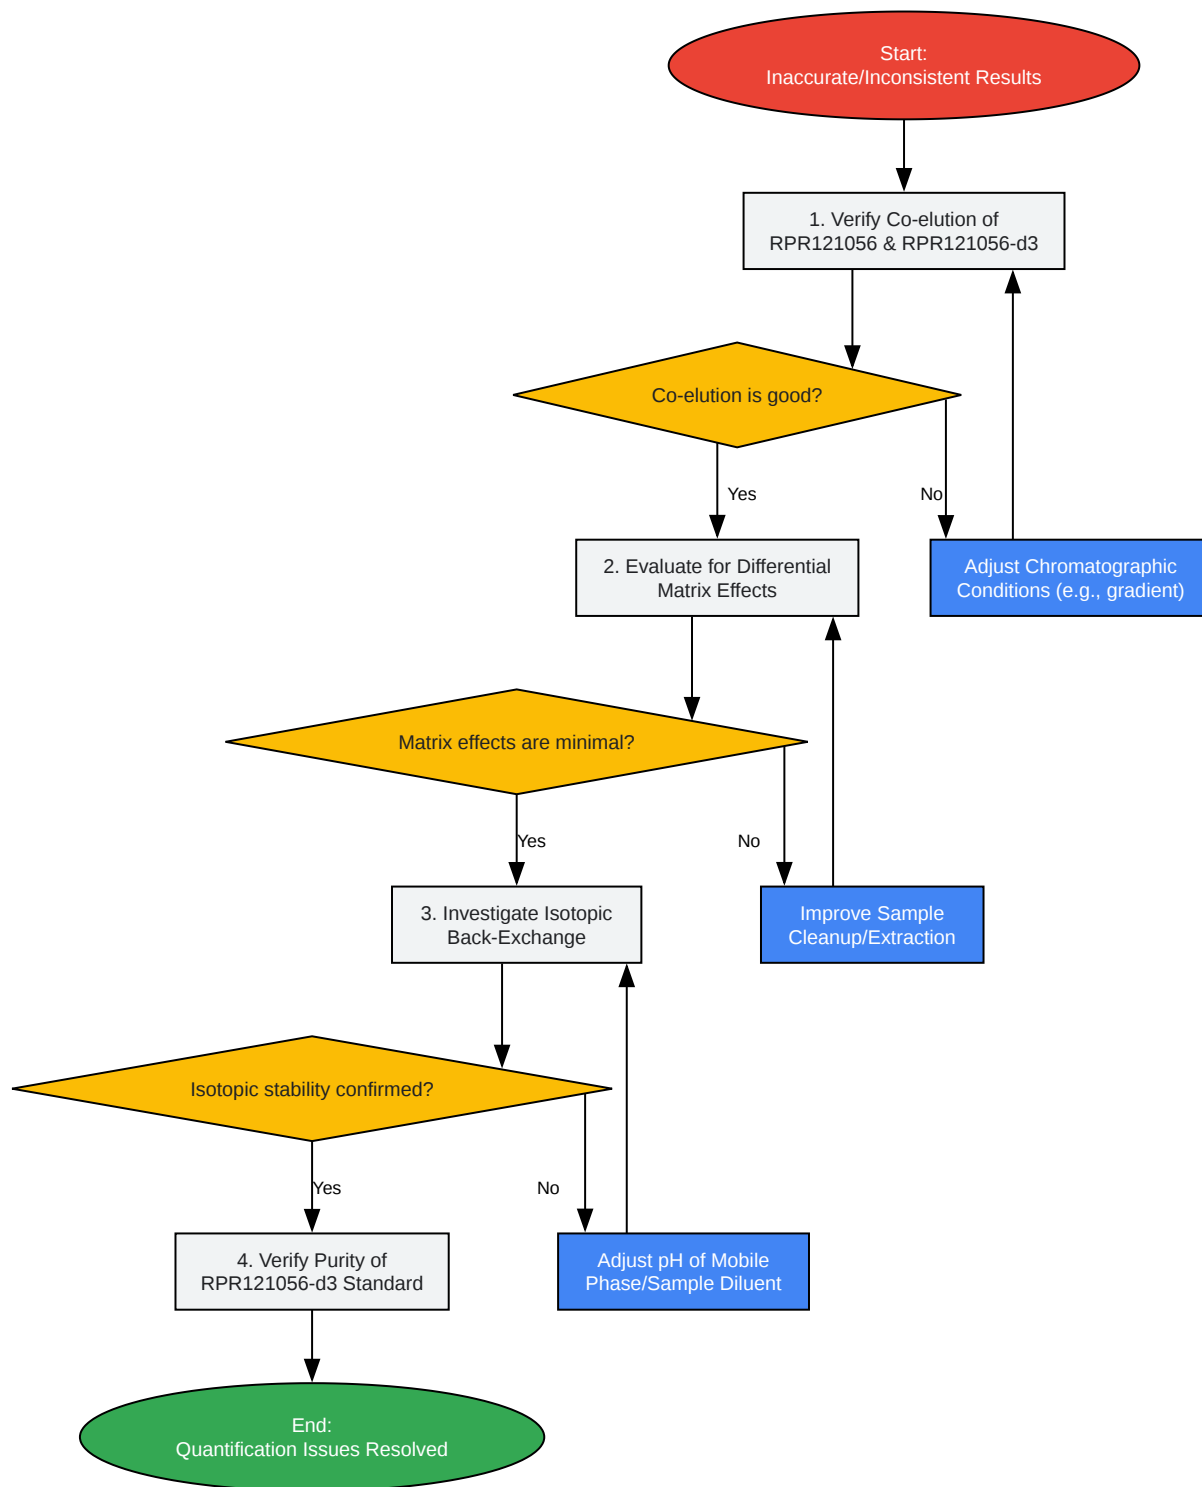 Start:
Inaccurate/Inconsistent Results
1. Verify Co-elution of
RPR121056 & RPR121056-d3
Co-elution is good?
Yes
No
2. Evaluate for Differential
Matrix Effects
Adjust Chromatographic
Conditions (e.g., gradient)
Matrix effects are minimal?
Yes
No
3. Investigate Isotopic
Back-Exchange
Improve Sample
Cleanup/Extraction
Isotopic stability confirmed?
Yes
No
4. Verify Purity of
RPR121056-d3 Standard
Adjust pH of Mobile
Phase/Sample Diluent
End:
Quantification Issues Resolved